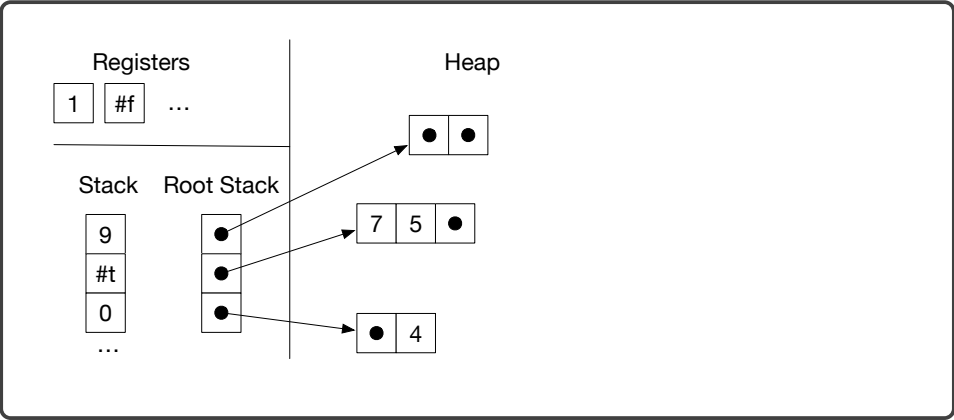 Registers
Heap
1 #f …
Stack Root Stack
9
7 5
#t
0
4
…